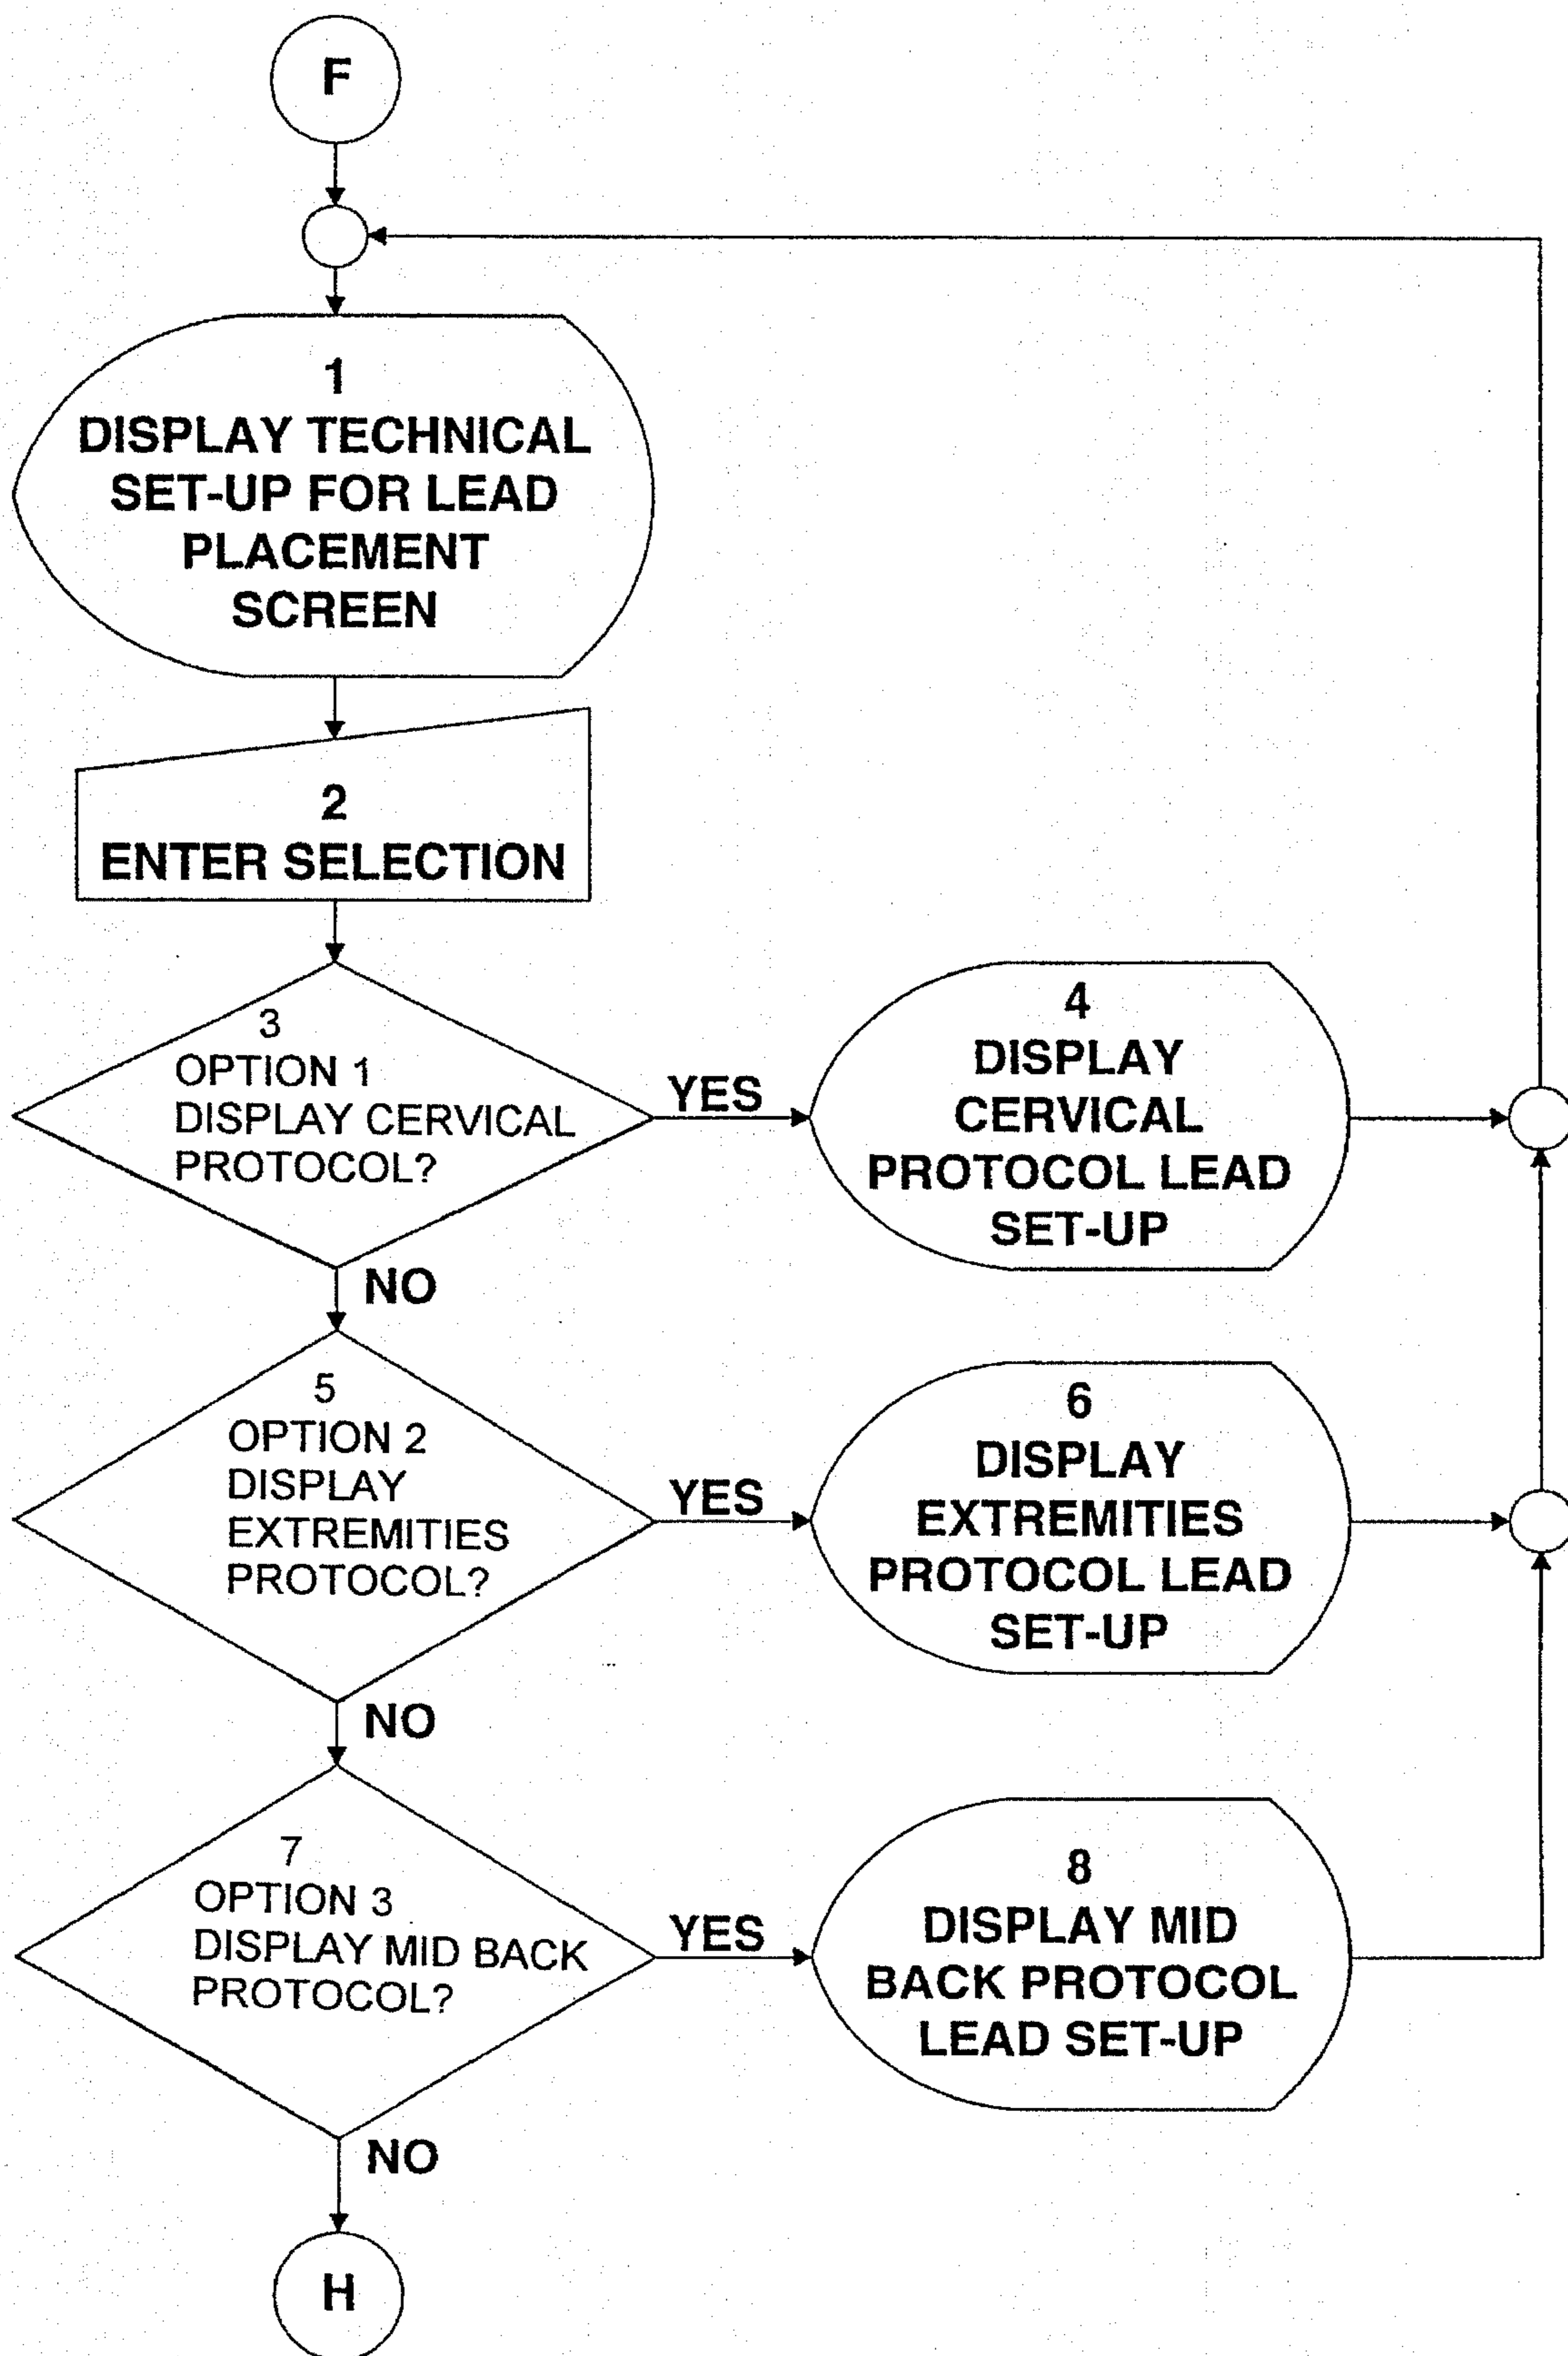 F
1
DISPLAY TECHNICAL
SET-UP FOR LEAD
PLACEMENT
SCREEN
2
ENTER SELECTION
3
OPTION 1
DISPLAY CERVICAL
PROTOCOL?
YES
4
DISPLAY
CERVICAL
PROTOCOL LEAD
SET-UP
NO
5
OPTION 2
DISPLAY
EXTREMITIES
PROTOCOL?
YES
6
DISPLAY
EXTREMITIES
PROTOCOL LEAD
SET-UP
NO
7
OPTION 3
DISPLAY MID BACK
PROTOCOL?
YES
8
DISPLAY MID
BACK PROTOCOL
LEAD SET-UP
NO
H